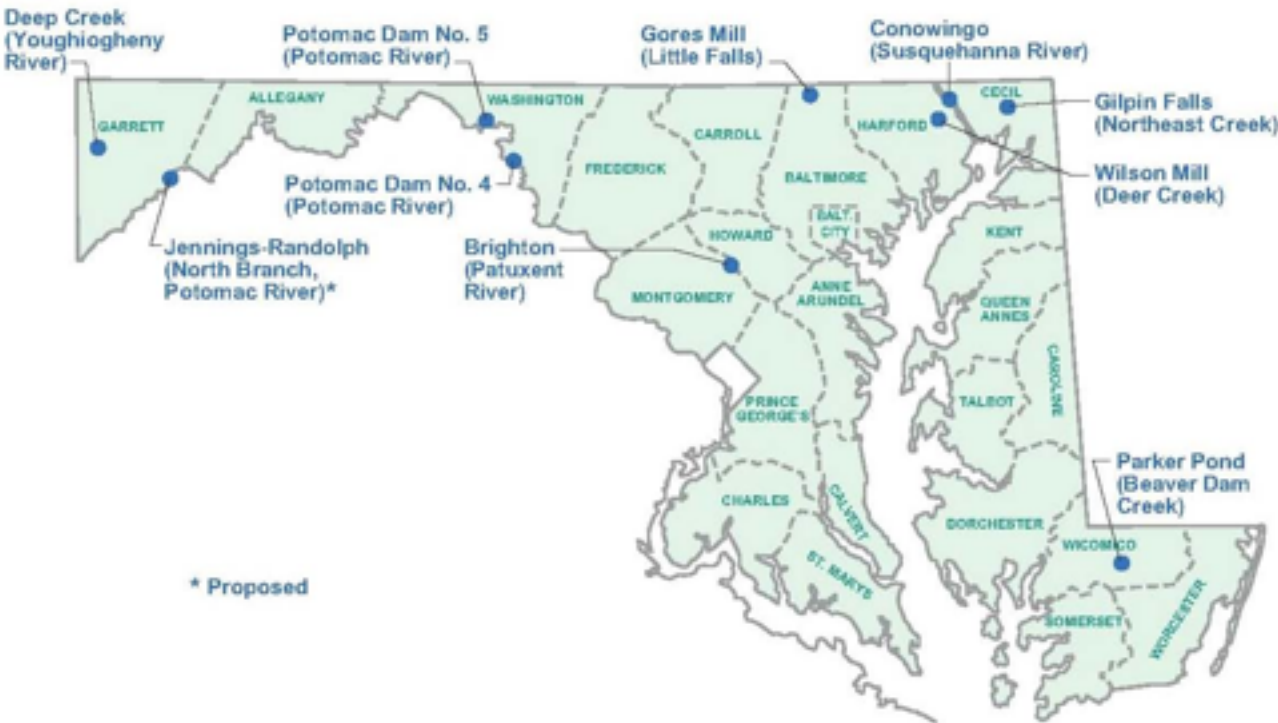 Deep Creek
(Youghiogheny
River)
Potomac Dam No. 5
(Potomac River)
Gores Mill
(Little Falls)
Conowingo
(Susquehanna River)
Gilpin Falls
(Northeast Creek)
Wilson Mill
(Deer Creek)
GARRETT
ALLEGANY
WASHINGTON
FREDERICK
CARROLL
BALTIMORE
HARFORD
CECIL
Potomac Dam No. 4
(Potomac River)
Jennings-Randolph
(North Branch,
Potomac River)*
Brighton
(Patuxent
River)
HOWARD
BALT.
CITY
MONTGOMERY
ANNE
ARUNDEL
KENT
QUEEN
ANNES
CAROLINE
TALBOT
PRINCE
GEORGE'S
CHARLES
CALVERT
ST. MARYS
DORCHESTER
Parker Pond
(Beaver Dam
Creek)
WICOMICO
SOMERSET
WORCESTER
* Proposed